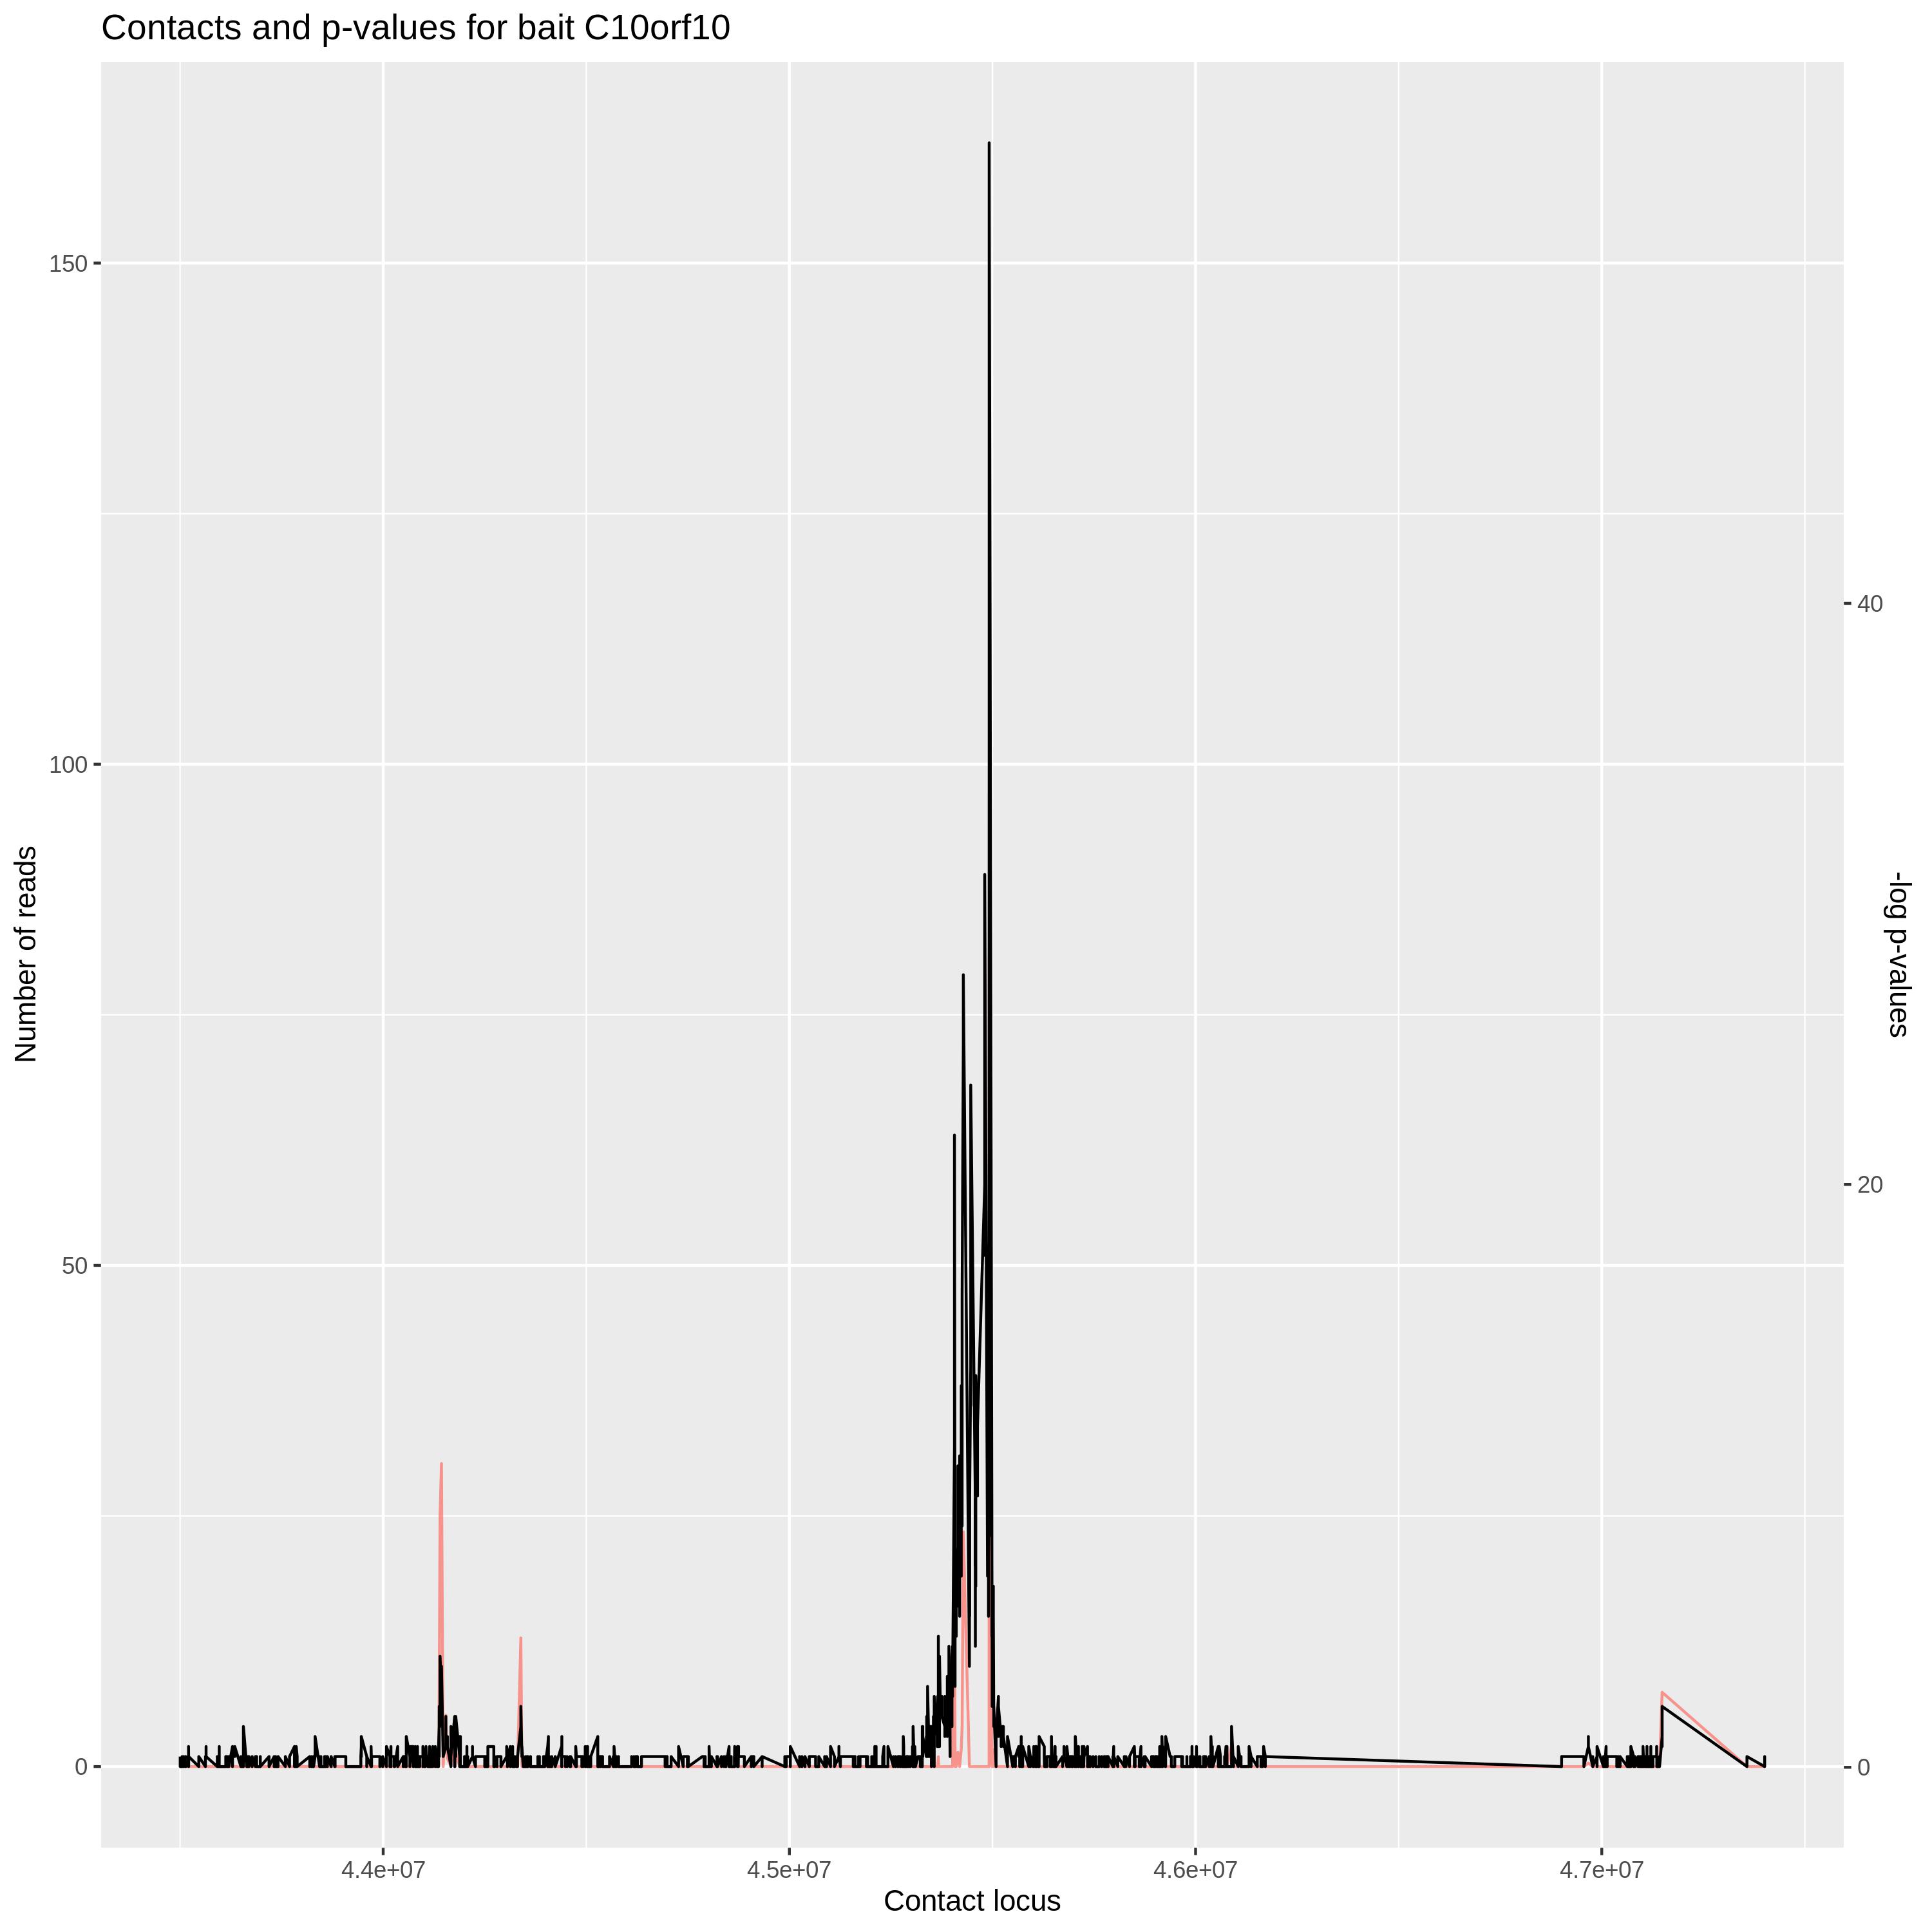 Contacts and p-values for bait C10orf10
150
100
50
0
Number of reads
40
20
0
-log p-values
4.4e+07
4.5e+07
4.6e+07
4.7e+07
Contact locus